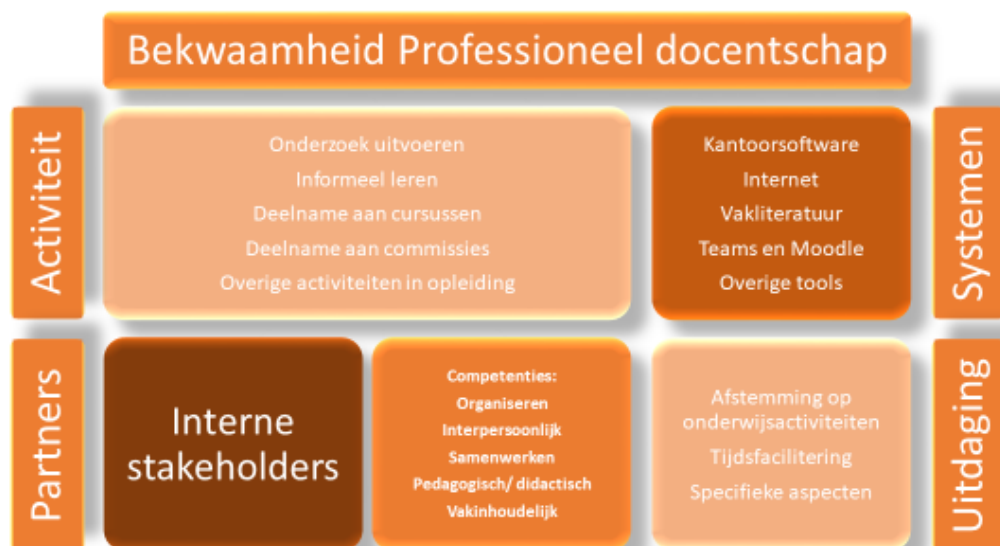 Bekwaamheid Professioneel docentschap
Activiteit
Onderzoek uitvoeren
Informeel leren
Deelname aan cursussen
Deelname aan commissies
Overige activiteiten in opleiding
Kantoorsoftware
Internet
Vakliteratuur
Teams en Moodle
Overige tools
Systemen
Partners
Interne
stakeholders
Competenties:
Organiseren
Interpersoonlijk
Samenwerken
Pedagogisch/ didactisch
Vakinhoudelijk
Afstemming op
onderwijsactiviteiten
Tijdsfacilitering
Specifieke aspecten
Uitdaging